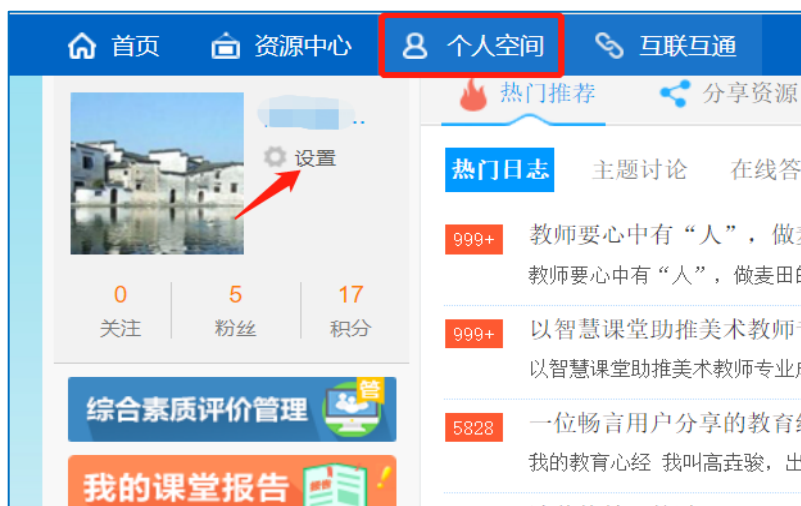 首页 资源中心 个人空间 互联互通
热门推荐 分享资源
设置
热门日志 主题讨论 在线答
999+ 教师要心中有“人”，做
教师要心中有“人”，做麦田
0 5 17
关注 粉丝 积分
999+ 以智慧课堂助推美术教师
以智慧课堂助推美术教师专业
综合素质评价管理 管
5828 一位畅言用户分享的教育
我的教育心经 我叫高垚骏，出
我的课堂报告